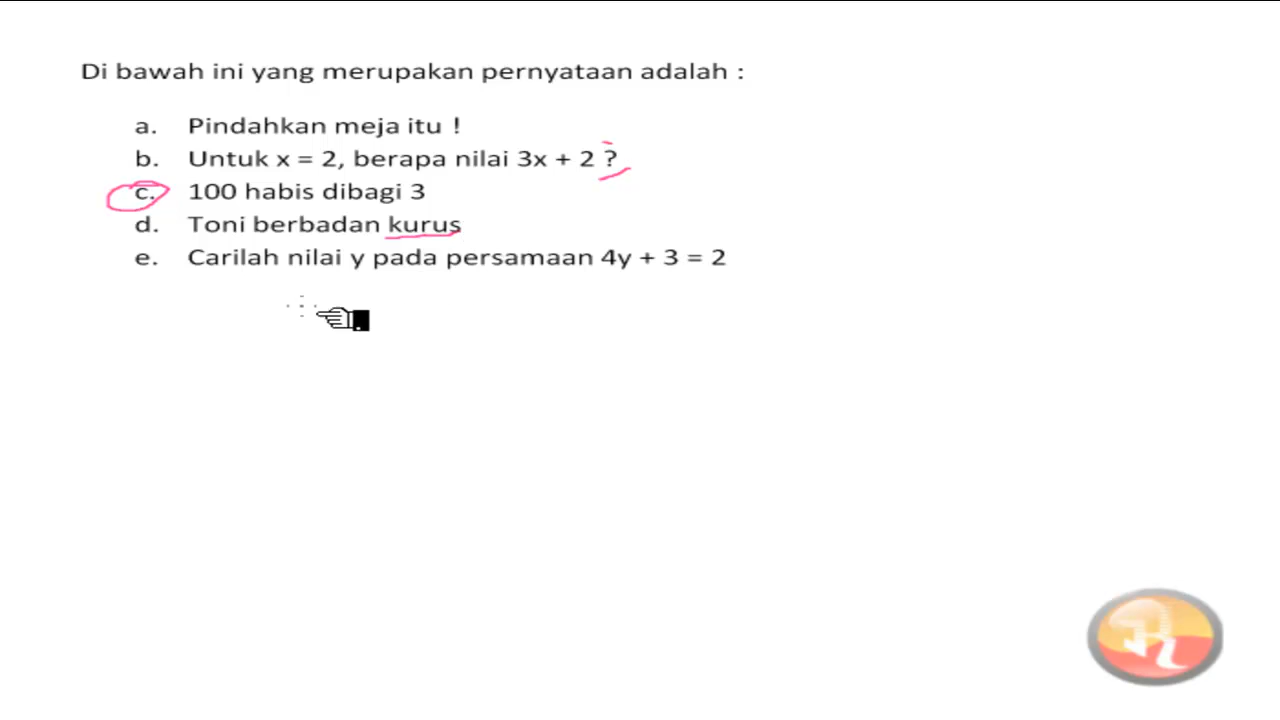 Di bawah ini yang merupakan pernyataan adalah :
a. Pindahkan meja itu !
b. Untuk x = 2, berapa nilai 3x + 2 ?
c. 100 habis dibagi 3
d. Toni berbadan kurus
e. Carilah nilai y pada persamaan 4y + 3 = 2